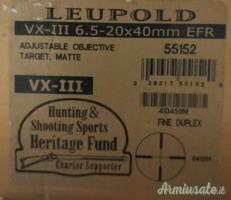 LEUPOLD
VX-III 6.5-20x40mm EFR
ADJUSTABLE OBJECTIVE
TARGET, MATTE
55152
VX-III
Hunting &
Shooting Sports
Heritage Fund
Charter Supporter
FINE DUPLEX
Armiusate.it